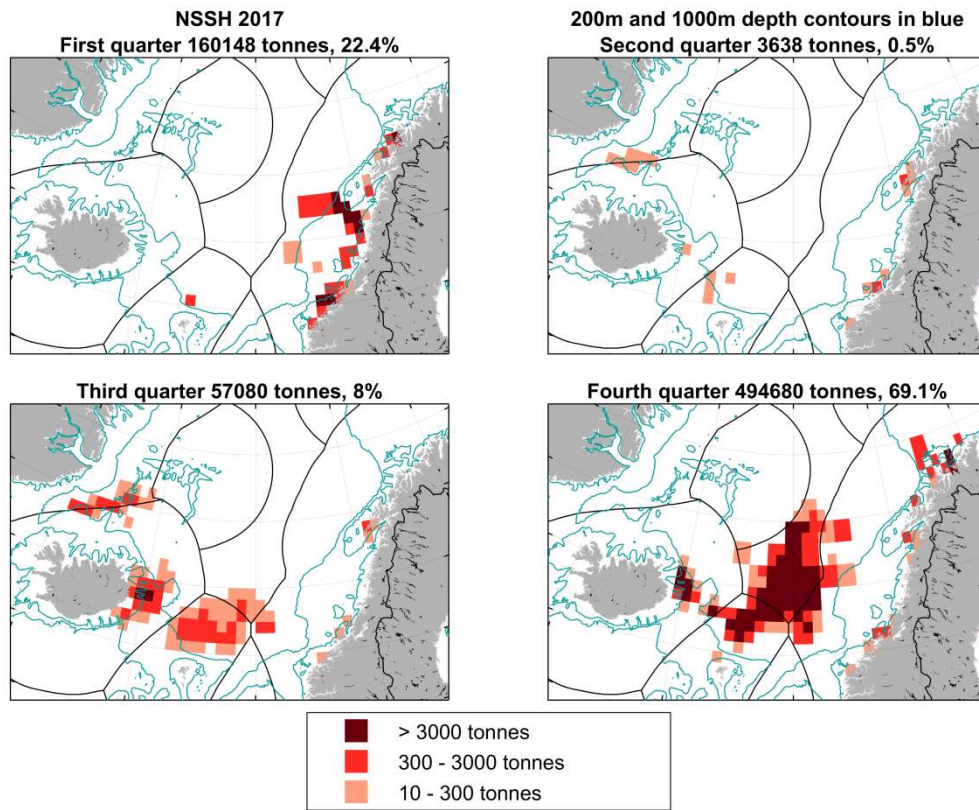 NSSH 2017
First quarter 160148 tonnes, 22.4%
200m and 1000m depth contours in blue
Second quarter 3638 tonnes, 0.5%
Third quarter 57080 tonnes, 8%
Fourth quarter 494680 tonnes, 69.1%
> 3000 tonnes
300 - 3000 tonnes
10 - 300 tonnes